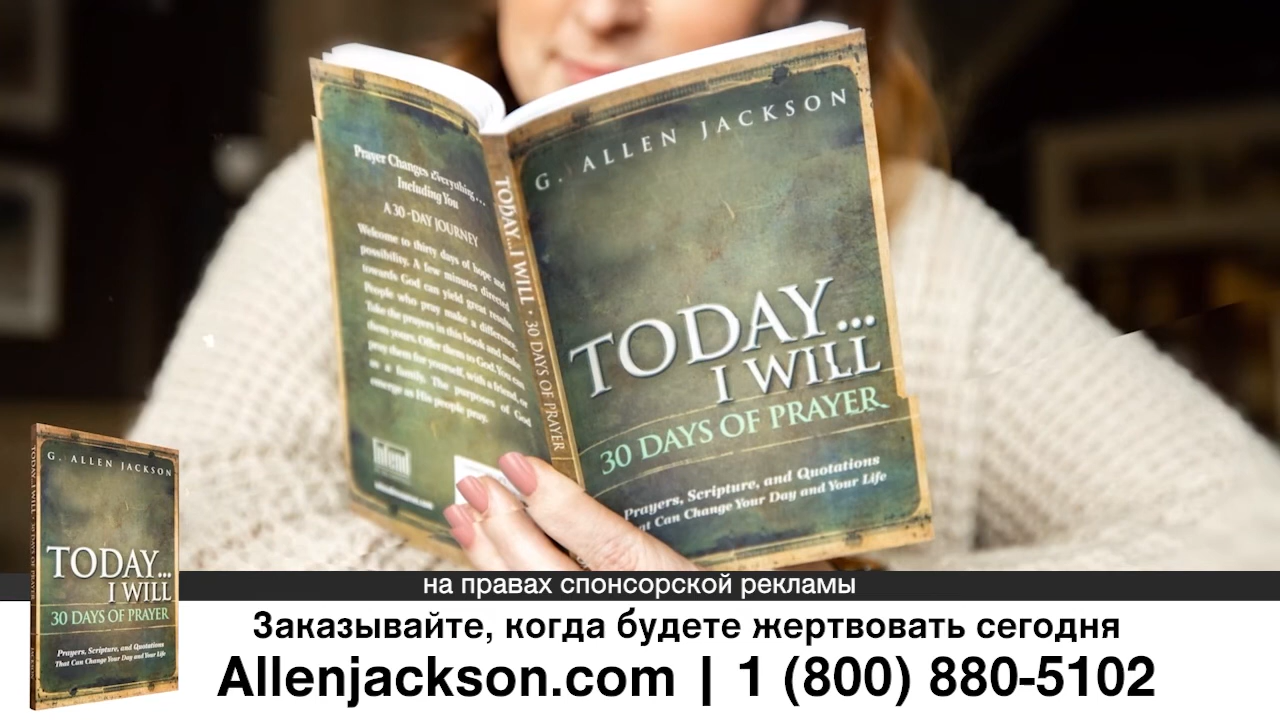 G. ALLEN JACKSON
TODAY...
I WILL
30 DAYS OF PRAYER
Prayers, Scripture, and Quotations
at Can Change Your Day and Your Life
TODAY...I WILL • 30 DAYS OF PRAYER
Prayer Changes Everything...
Including You
A 30-DAY JOURNEY
Welcome to thirty days of hope and
possibility. A few minutes directed
towards God can yield great results.
People who pray make a difference.
Take the prayers in this book and make
them yours. Offer them to God. You can
pray them for yourself, with a friend, or
as a family. The purposes of God
emerge as His people pray.
G. ALLEN JACKSON
TODAY...
I WILL
30 DAYS OF PRAYER
Prayers, Scripture, and Quotations
That Can Change Your Day and Your Life
на правах спонсорской рекламы
Заказывайте, когда будете жертвовать сегодня
Allenjackson.com | 1 (800) 880-5102